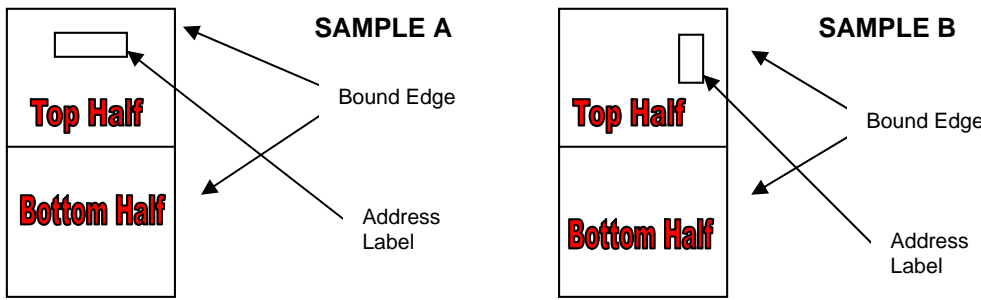 SAMPLE A
Bound Edge
Top Half
Bottom Half
Address
Label
SAMPLE B
Bound Edge
Top Half
Bottom Half
Address
Label